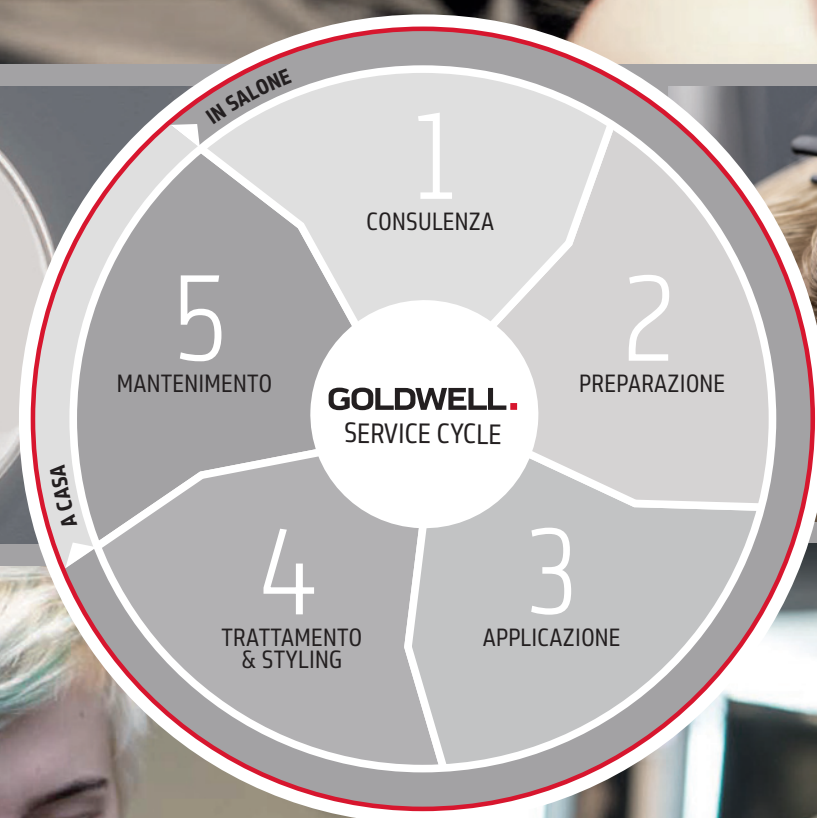 IN SALONE
1
CONSULENZA
2
PREPARAZIONE
3
APPLICAZIONE
4
TRATTAMENTO
& STYLING
5
MANTENIMENTO
A CASA
GOLDWELL.
SERVICE CYCLE